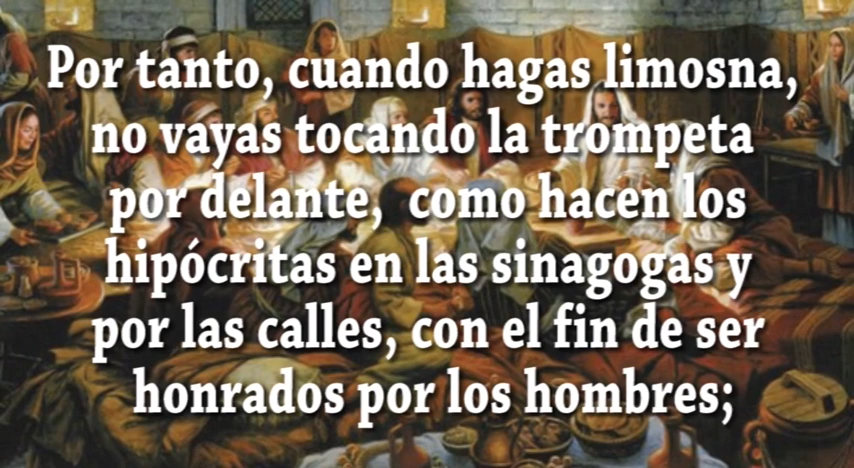 Por tanto, cuando hagas limosna,
no vayas tocando la trompeta
por delante, como hacen los
hipócritas en las sinagogas y
por las calles, con el fin de ser
honrados por los hombres;